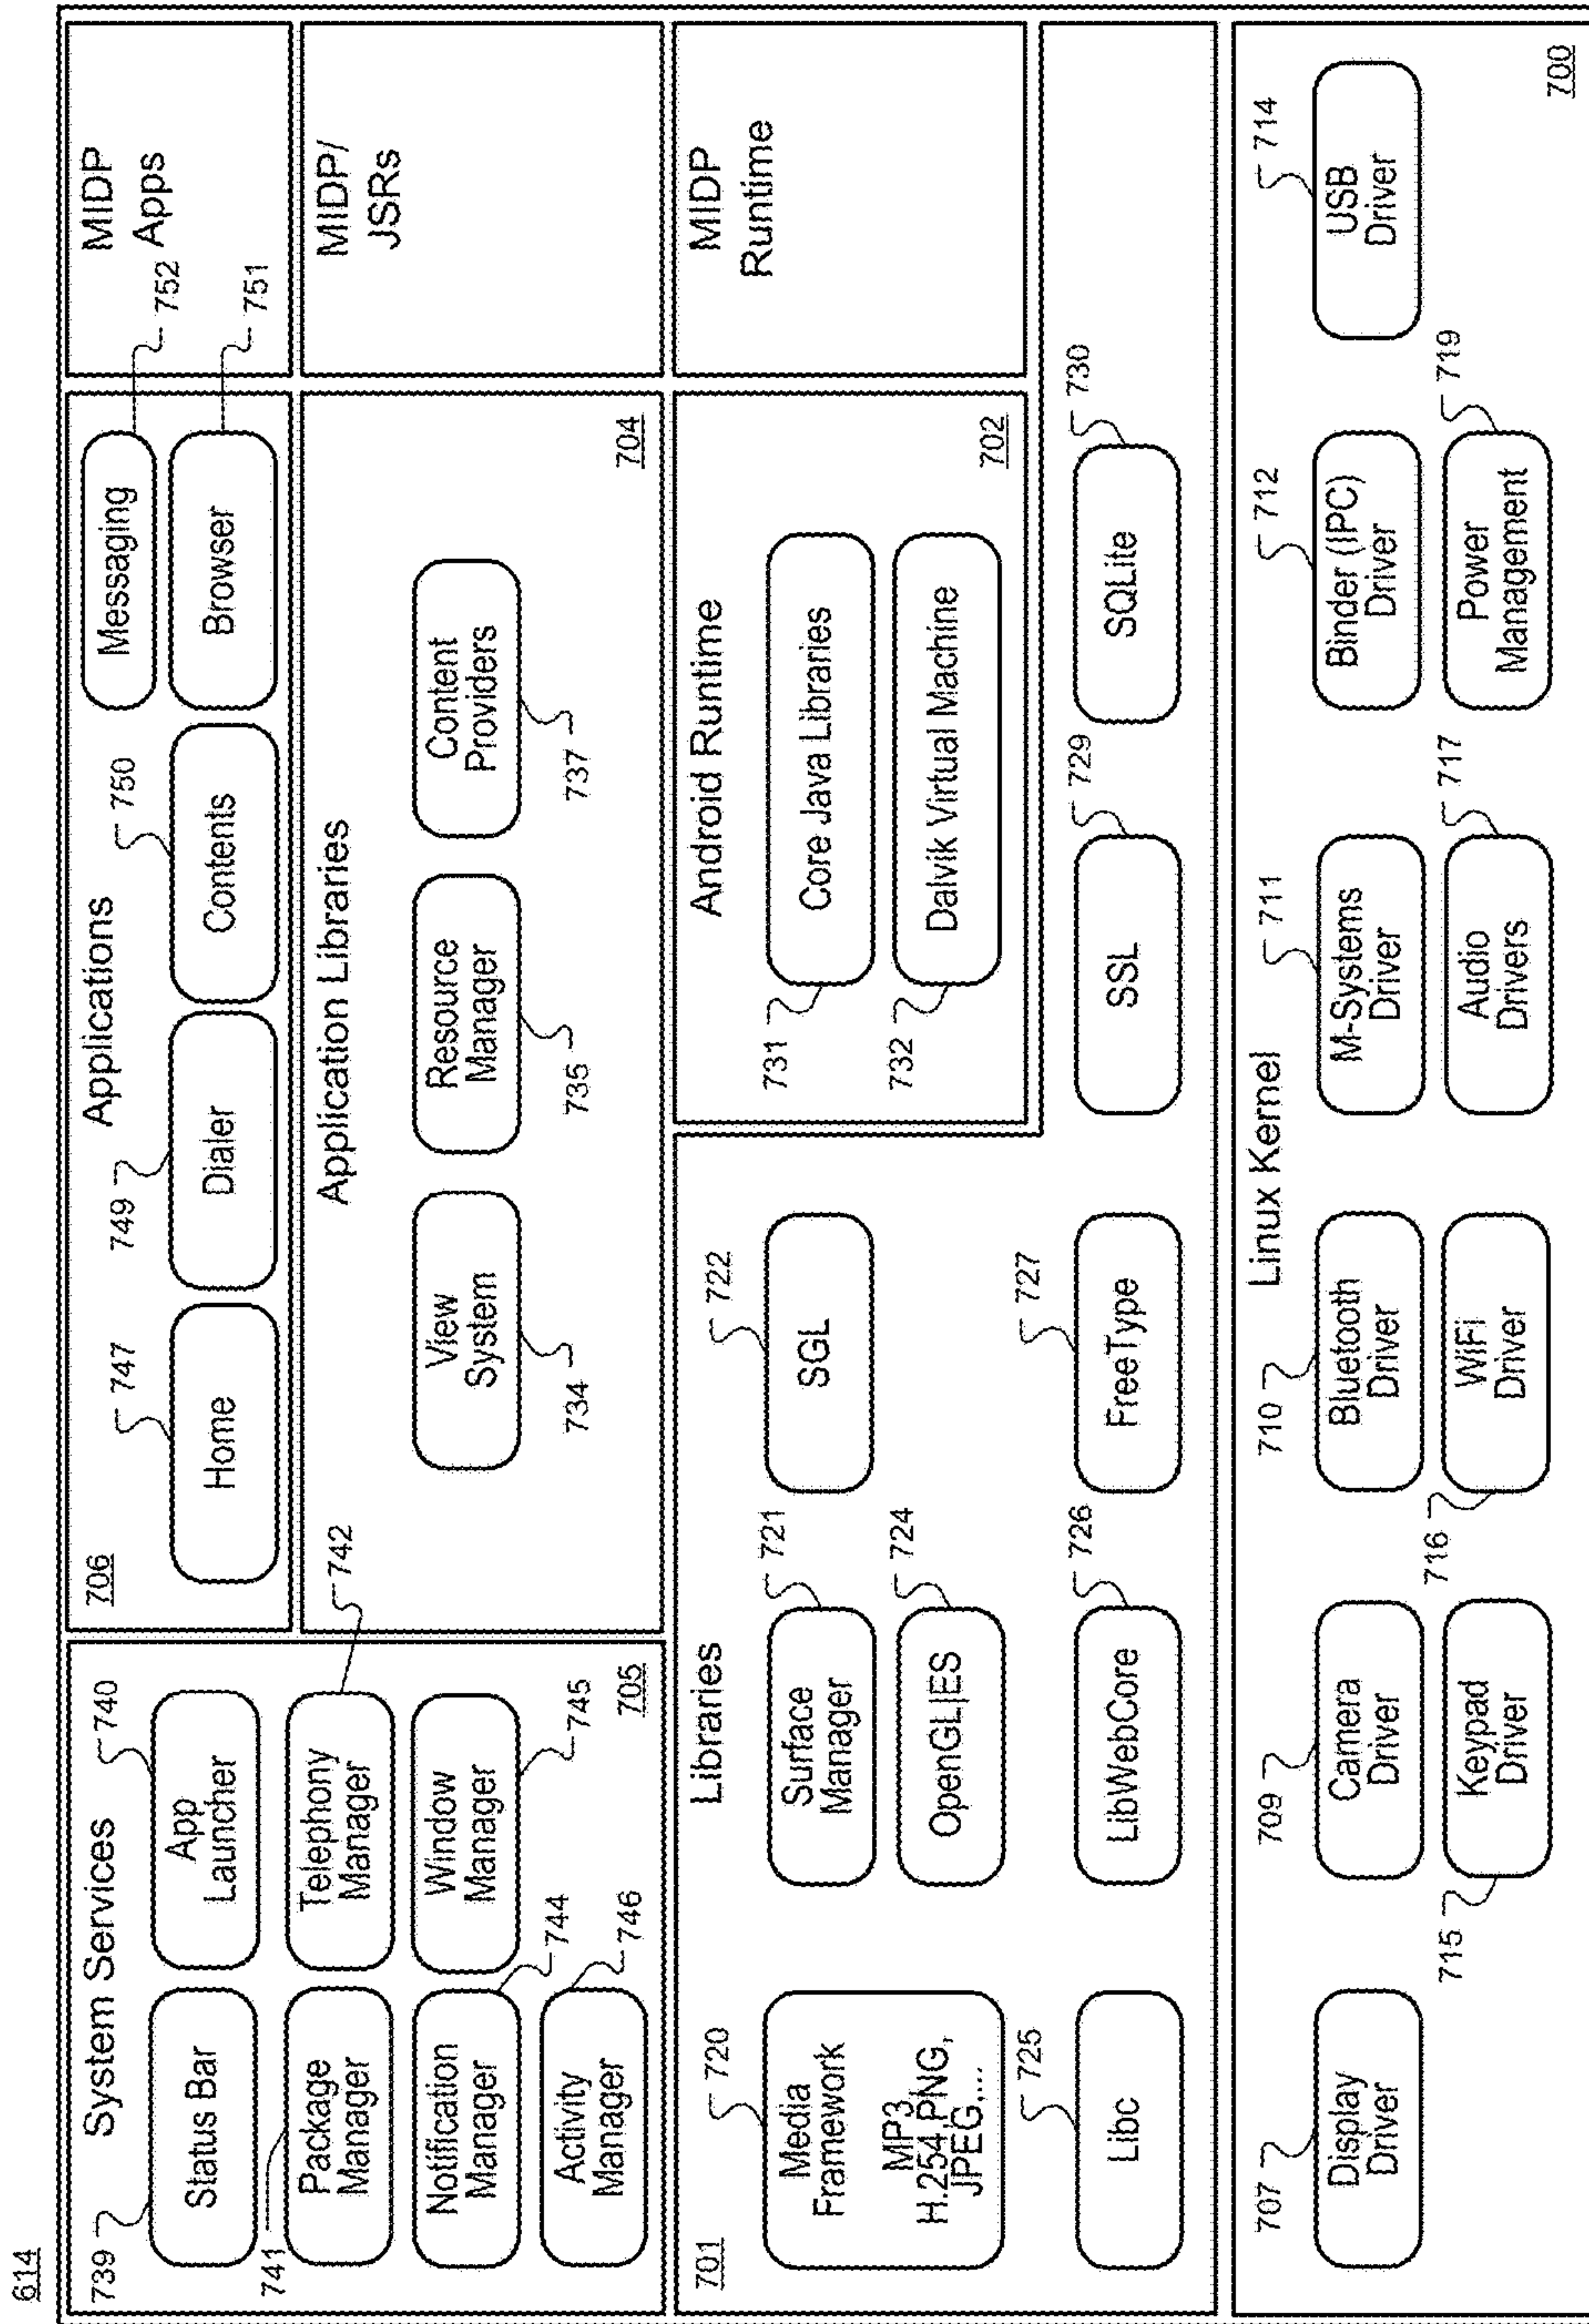 614
System Services
739
Status Bar
740
App
Launcher
741
Package
Manager
742
Telephony
Manager
Notification
Manager
744
Window
Manager
745
Activity
Manager
746
705
706
Applications
747
Home
749
Dialer
750
Contents
Messaging
752
Browser
751
MIDP
Apps
Application Libraries
View
System
734
Resource
Manager
735
Content
Providers
737
704
MIDP/
JSRs
701
Libraries
720
Media
Framework
MP3,
H.254,PNG,
JPEG,...
Surface
Manager
721
722
SGL
OpenGL|ES
724
725
Libc
LibWebCore
726
727
FreeType
SSL
729
SQLite
730
Android Runtime
731
Core Java Libraries
732
Dalvik Virtual Machine
702
MIDP
Runtime
Linux Kernel
707
Display
Driver
709
Camera
Driver
710
Bluetooth
Driver
711
M-Systems
Driver
712
Binder (IPC)
Driver
714
USB
Driver
715
Keypad
Driver
716
WiFi
Driver
717
Audio
Drivers
719
Power
Management
700